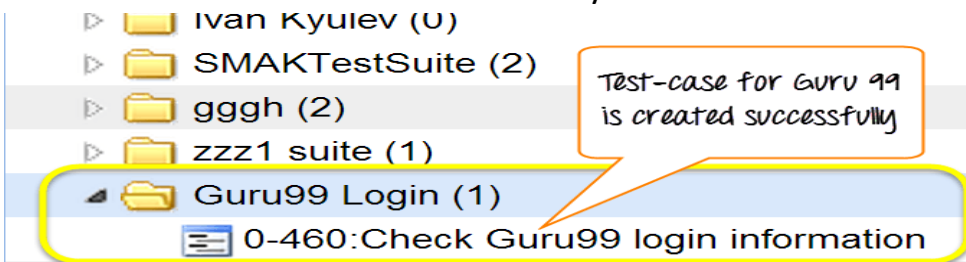 Ivan Kyulev (0)
SMAKTestSuite (2)
gggh (2)
zzz1 suite (1)
Guru99 Login (1)
0-460:Check Guru99 login information
Test-case for Guru 99
is created successfully